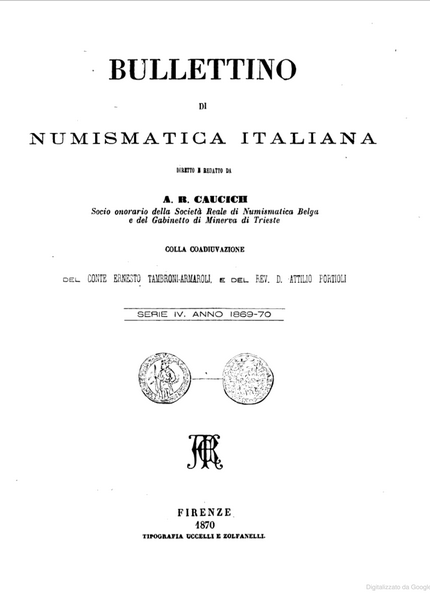 BULLETTINO
DI
NUMISMATICA ITALIANA
DIRETTO E REDATTO DA
A. R. CAUCICH
Socio onorario della Società Reale di Numismatica Belga
e del Gabinetto di Minerva di Trieste
COLLA COADIUVAZIONE
DEL CONTE ERNESTO TAMBRONI-ARMAROLI, E DEL REV. D. ATTILIO PORTIOLI
SERIE IV. ANNO 1869-70
FIRENZE
1870
TIPOGRAFIA UCCELLI E ZOLFANELLI.
Digitalizzato da Google